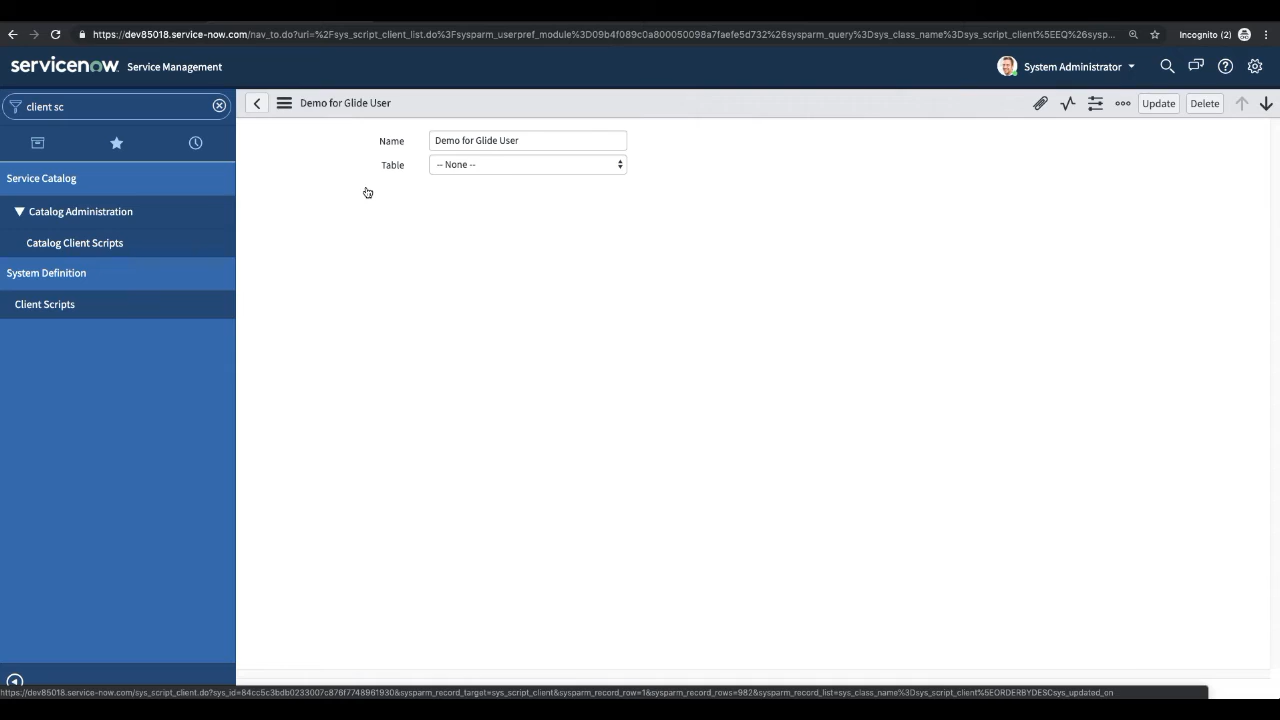 https://dev85018.service-now.com/nav_to.do?uri=%2Fsys_script_client_list.do%3Fsysparm_userpref_module%3D09b4f089c0a800050098a7faefe5d732%26sysparm_query%3Dsys_class_name%3Dsys_script_client%5EEQ%26sysp...
Incognito (2)
servicenow. Service Management
System Administrator
client sc
Demo for Glide User
Update
Delete
Name
Demo for Glide User
Table
-- None --
Service Catalog
Catalog Administration
Catalog Client Scripts
System Definition
Client Scripts
https://dev85018.service-now.com/sys_script_client.do?sys_id=84cc5c3bdb0233007c876f7748961930&sysparm_record_target=sys_script_client&sysparm_record_row=1&sysparm_record_rows=982&sysparm_record_list=sys_class_name%3Dsys_script_client%5EORDERBYDESCsys_updated_on